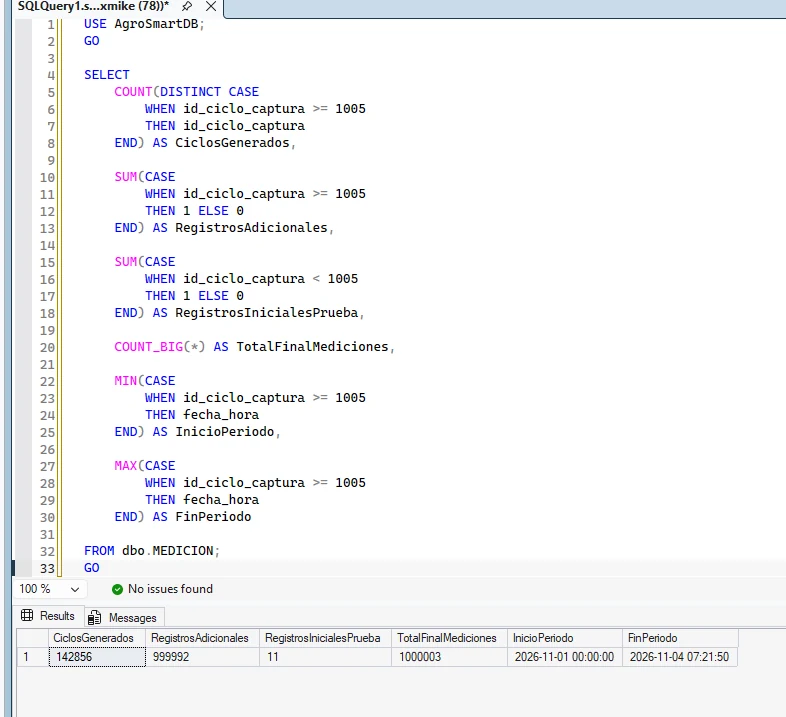 SQLQuery1.s...xmike (78))*
1 USE AgroSmartDB;
2 GO
3
4 SELECT
5 COUNT(DISTINCT CASE
6 WHEN id_ciclo_captura >= 1005
7 THEN id_ciclo_captura
8 END) AS CiclosGenerados,
9
10 SUM(CASE
11 WHEN id_ciclo_captura >= 1005
12 THEN 1 ELSE 0
13 END) AS RegistrosAdicionales,
14
15 SUM(CASE
16 WHEN id_ciclo_captura < 1005
17 THEN 1 ELSE 0
18 END) AS RegistrosInicialesPrueba,
19
20 COUNT_BIG(*) AS TotalFinalMediciones,
21
22 MIN(CASE
23 WHEN id_ciclo_captura >= 1005
24 THEN fecha_hora
25 END) AS InicioPeriodo,
26
27 MAX(CASE
28 WHEN id_ciclo_captura >= 1005
29 THEN fecha_hora
30 END) AS FinPeriodo
31
32 FROM dbo.MEDICION;
33 GO
100 % No issues found
Results Messages
CiclosGenerados RegistrosAdicionales RegistrosInicialesPrueba TotalFinalMediciones InicioPeriodo FinPeriodo
1 142856 999992 11 1000003 2026-11-01 00:00:00 2026-11-04 07:21:50